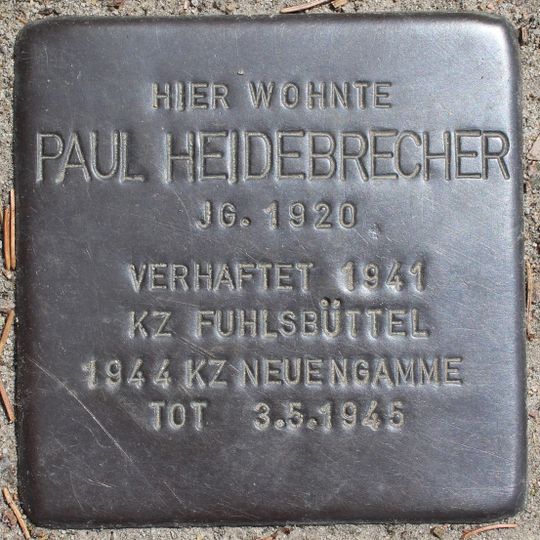 HIER WOHNTE
PAUL HEIDEBRECHER
JG. 1920
VERHAFTET 1941
KZ FUHLSBÜTTEL
1944 KZ NEUENGAMME
TOT 3.5.1945